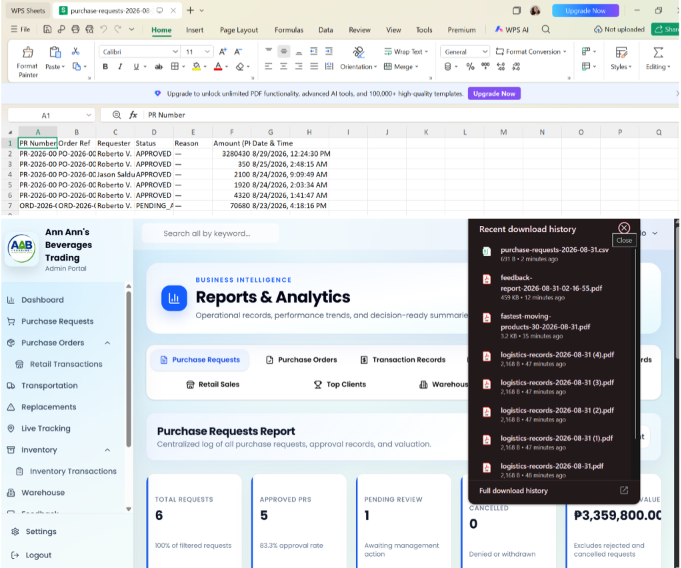 WPS Sheets
purchase-requests-2026-08-
Upgrade Now
File
Home
Insert
Page Layout
Formulas
Data
Review
View
Tools
Premium
WPS AI
Not uploaded
Share
Format Painter
Paste
Calibri
11
Wrap Text
Orientation
Merge
General
Format Conversion
Styles
Editing
Upgrade to unlock unlimited PDF functionality, advanced AI tools, and 100,000+ high-quality templates.
Upgrade Now
A1
fx
PR Number
A B C D E F G H I J K L M N O P Q
1 PR Number Order Ref Requester Status Reason Amount (PH Date & Time
2 PR-2026-00 PO-2026-00 Roberto V. APPROVED — 3280430 8/29/2026, 12:24:30 PM
3 PR-2026-00 PO-2026-00 Roberto V. APPROVED — 350 8/25/2026, 2:48:15 AM
4 PR-2026-00 PO-2026-00 Jason Saldu APPROVED — 2100 8/24/2026, 9:09:49 AM
5 PR-2026-00 PO-2026-00 Roberto V. APPROVED — 1920 8/24/2026, 2:03:34 AM
6 PR-2026-00 PO-2026-00 Roberto V. APPROVED — 4320 8/24/2026, 1:41:47 AM
7 ORD-2026-0 ORD-2026-0 Roberto V. PENDING_A — 70680 8/23/2026, 4:18:16 PM
AAB
Ann Ann's
Beverages
Trading
Admin Portal
Dashboard
Purchase Requests
Purchase Orders
Retail Transactions
Transportation
Replacements
Live Tracking
Inventory
Inventory Transactions
Warehouse
Settings
Logout
Search all by keyword...
BUSINESS INTELLIGENCE
Reports & Analytics
Operational records, performance trends, and decision-ready summarie
Purchase Requests
Purchase Orders
Transaction Records
rds
Retail Sales
Top Clients
Warehous
Purchase Requests Report
Centralized log of all purchase requests, approval records, and valuation.
TOTAL REQUESTS
6
100% of filtered requests
APPROVED PRS
5
83.3% approval rate
PENDING REVIEW
1
Awaiting management
action
CANCELLED
0
Denied or withdrawn
VALUE
₱3,359,800.00
Excludes rejected and
cancelled requests
Recent download history
Close
purchase-requests-2026-08-31.csv
691 B • 2 minutes ago
feedback-
report-2026-08-31-02-16-55.pdf
459 KB • 12 minutes ago
fastest-moving-
products-30-2026-08-31.pdf
3.2 KB • 35 minutes ago
logistics-records-2026-08-31 (4).pdf
2,168 B • 47 minutes ago
logistics-records-2026-08-31 (3).pdf
2,168 B • 47 minutes ago
logistics-records-2026-08-31 (2).pdf
2,168 B • 47 minutes ago
logistics-records-2026-08-31 (1).pdf
2,168 B • 47 minutes ago
logistics-records-2026-08-31.pdf
2,168 B • 48 minutes ago
Full download history